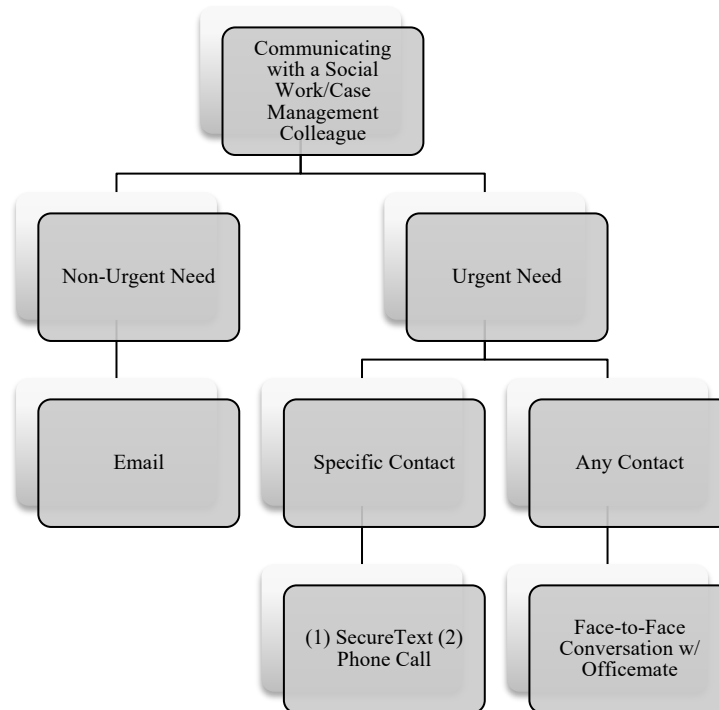 Communicating
with a Social
Work/Case
Management
Colleague
Non-Urgent Need
Urgent Need
Email
Specific Contact
Any Contact
(1) SecureText (2)
Phone Call
Face-to-Face
Conversation w/
Officemate